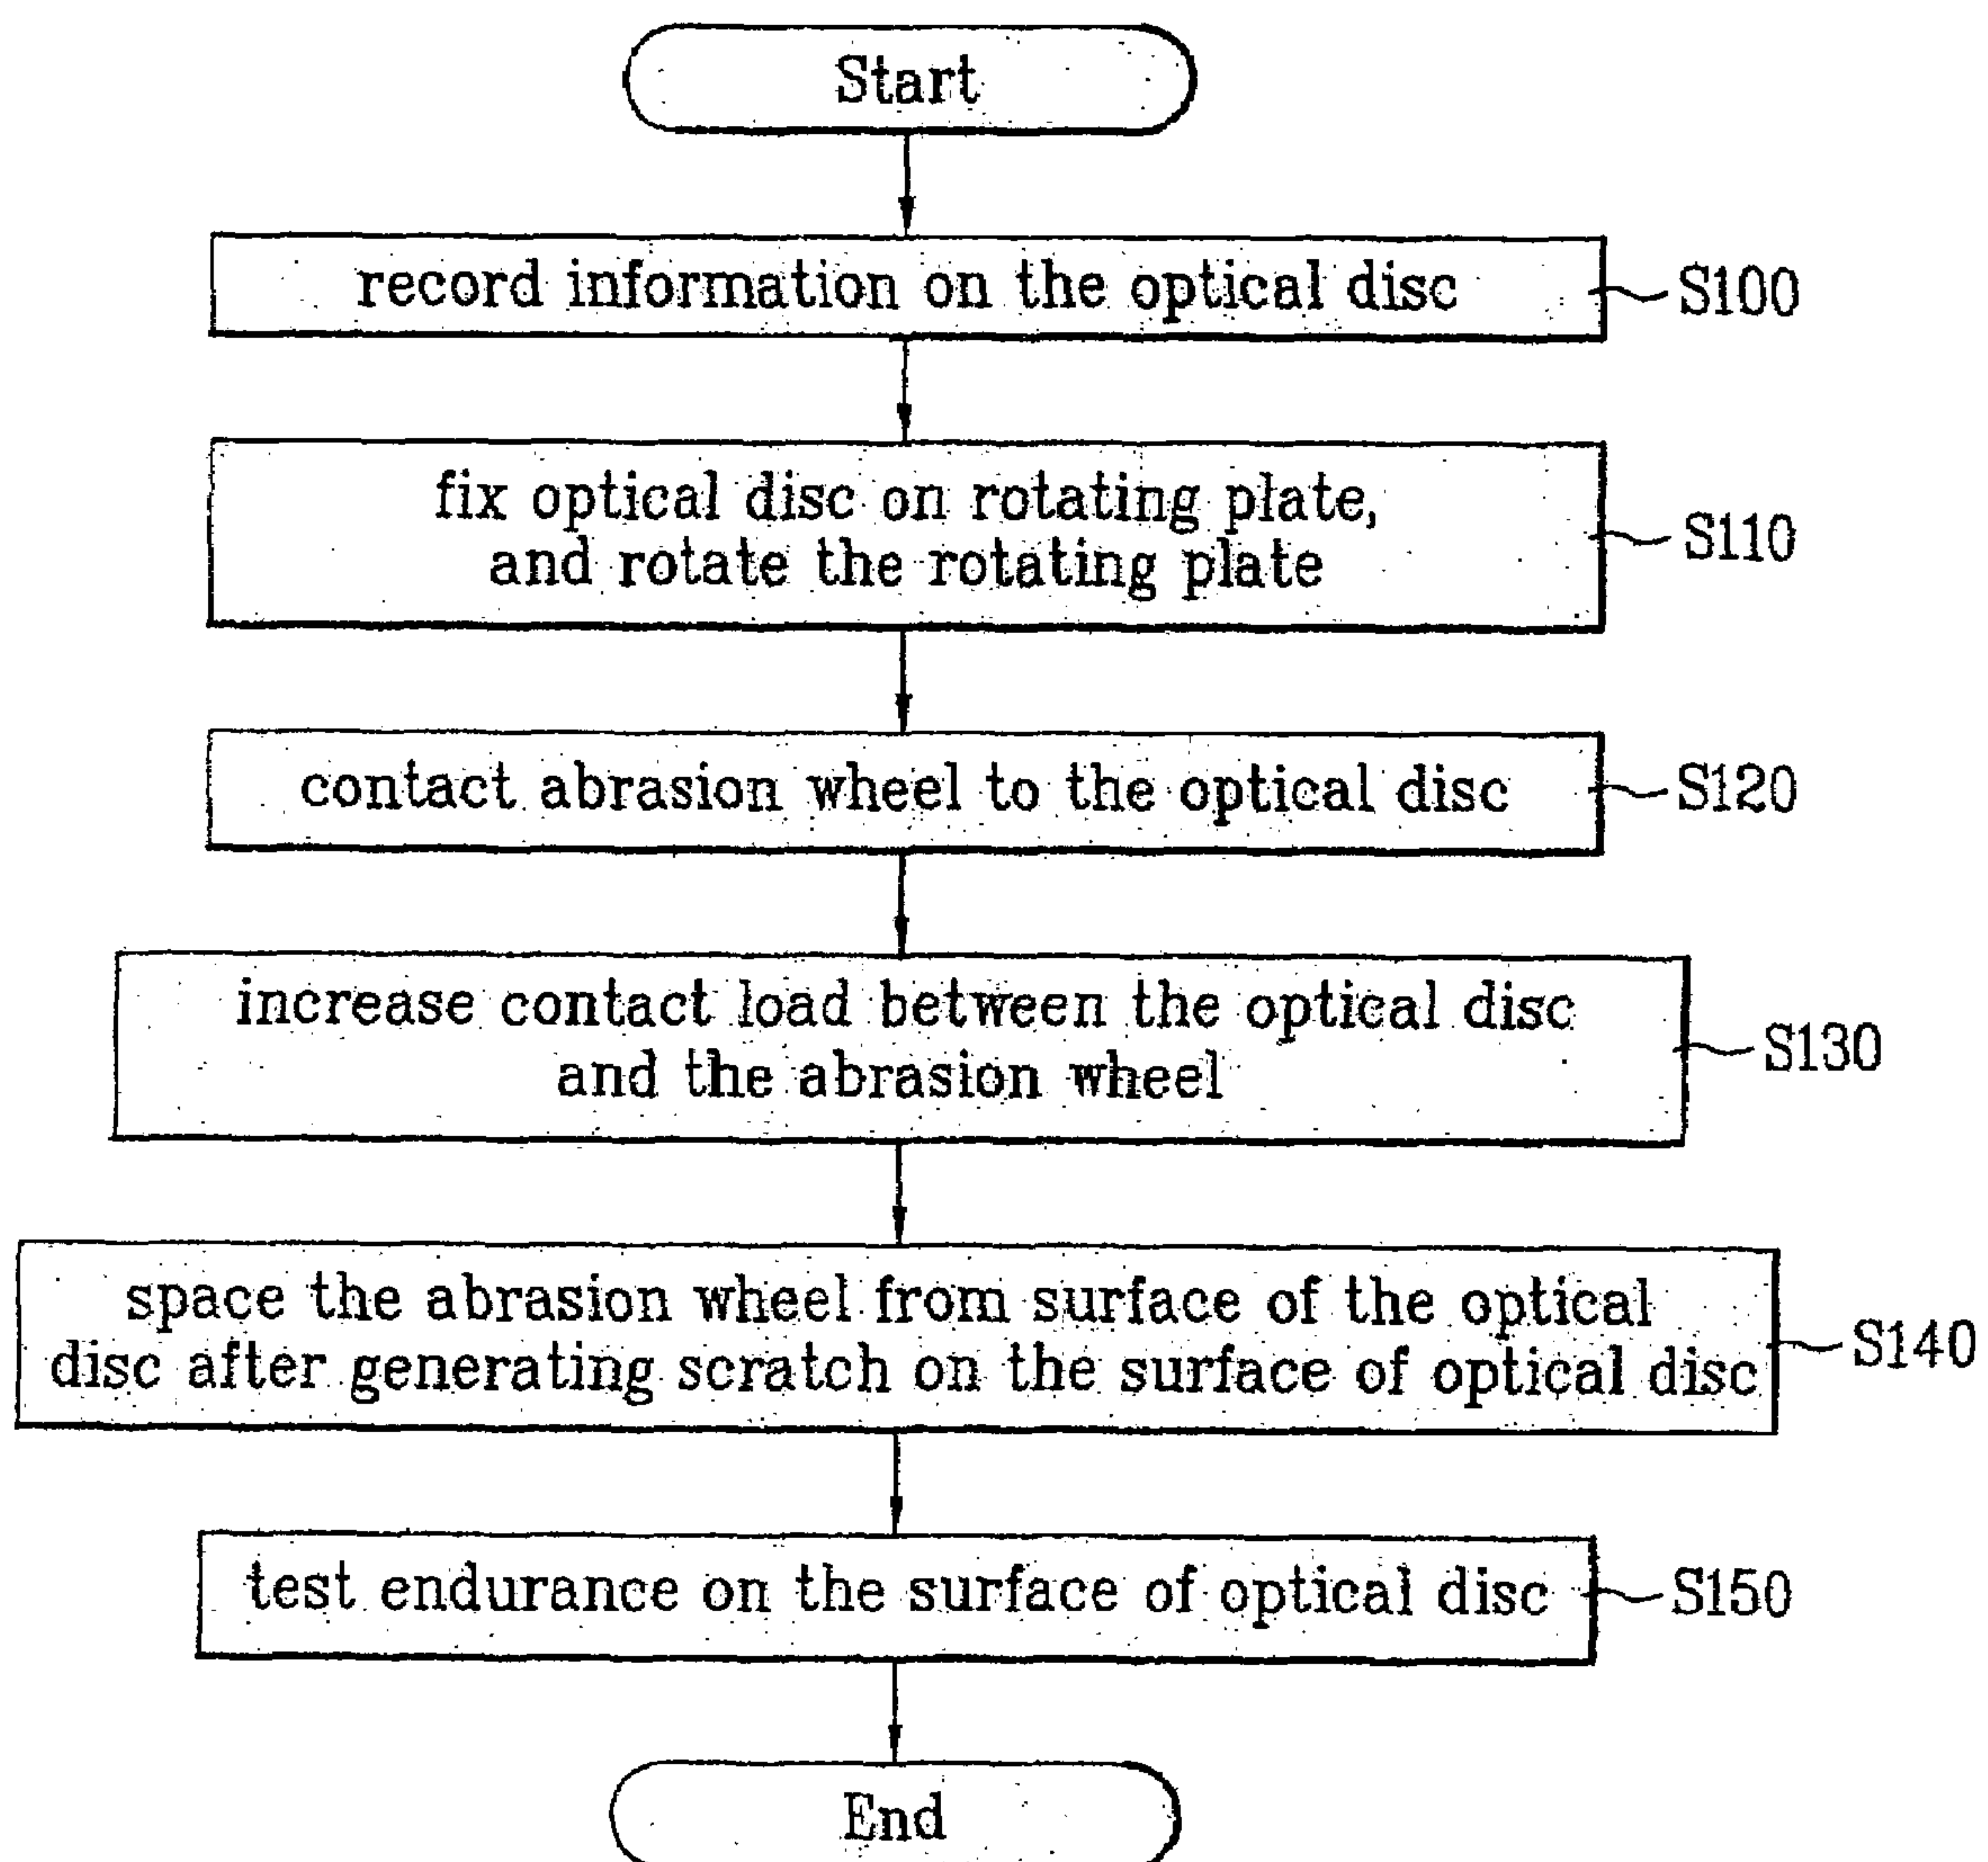 Start
record information on the optical disc
S100
fix optical disc on rotating plate,
and rotate the rotating plate
S110
contact abrasion wheel to the optical disc
S120
increase contact load between the optical disc
and the abrasion wheel
S130
space the abrasion wheel from surface of the optical
disc after generating scratch on the surface of optical disc
S140
test endurance on the surface of optical disc
S150
End